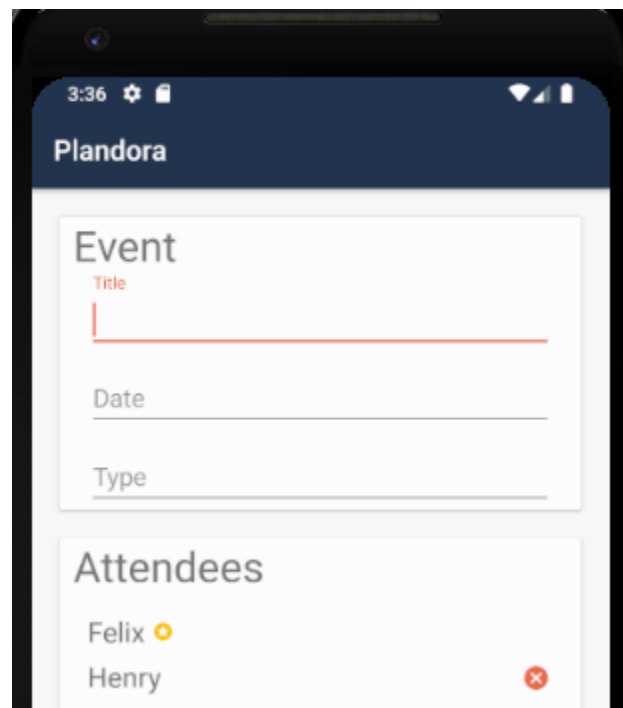 3:36
Plandora
Event
Title
Date
Type
Attendees
Felix
Henry